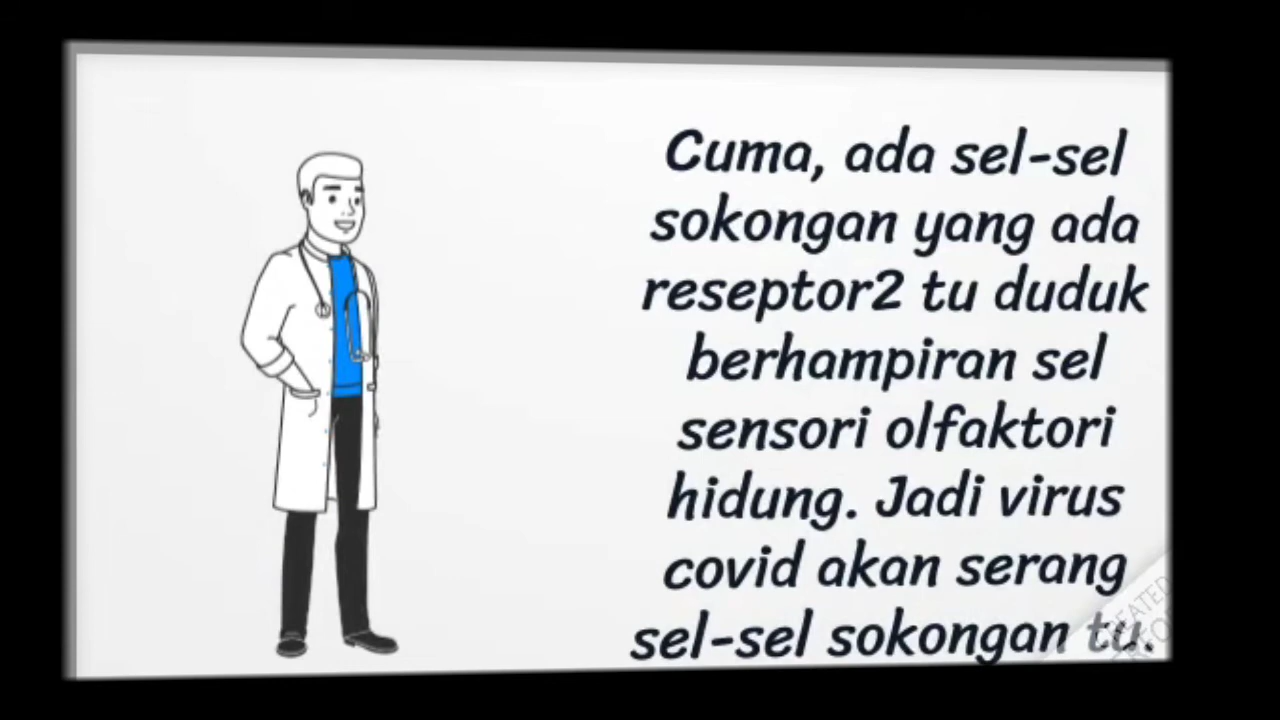 Cuma, ada sel-sel
sokongan yang ada
reseptor2 tu duduk
berhampiran sel
sensori olfaktori
hidung. Jadi virus
covid akan serang
sel-sel sokongan tu.
CREATED